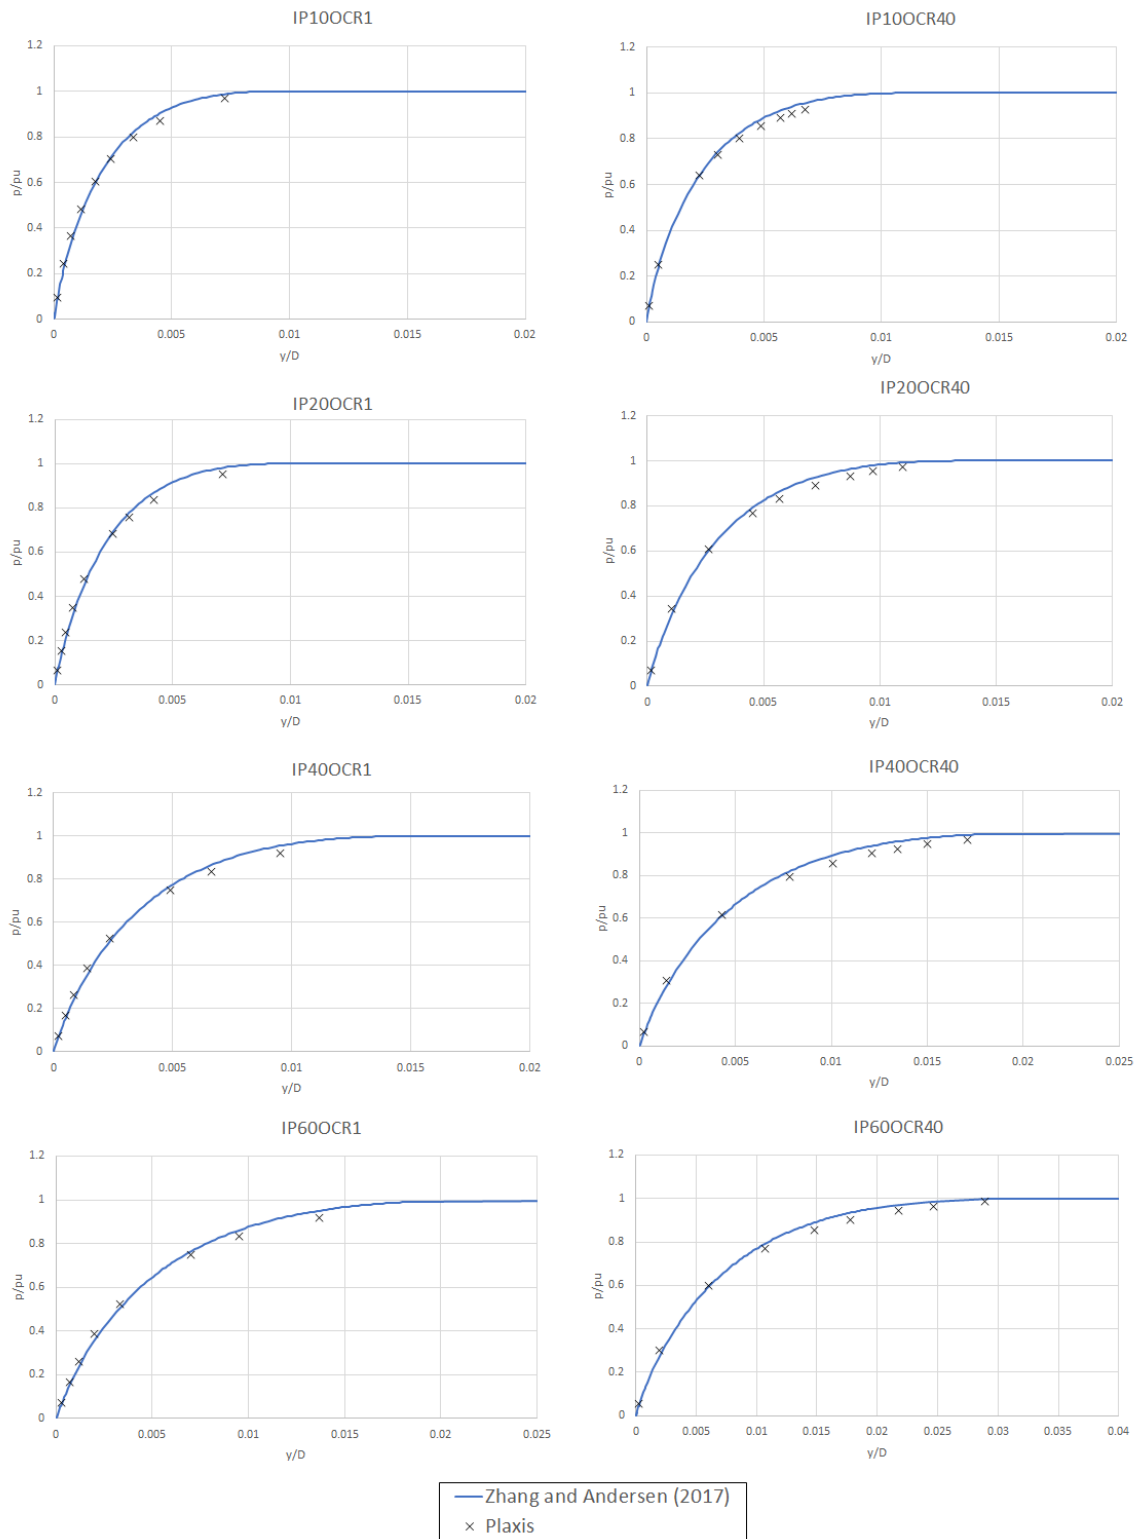 IP10OCR1
1.2
1
0.8
0.6
0.4
0.2
0
p/pu
0 0.005 0.01 0.015 0.02
y/D
IP10OCR40
1.2
1
0.8
0.6
0.4
0.2
0
p/pu
0 0.005 0.01 0.015 0.02
y/D
IP20OCR1
1.2
1
0.8
0.6
0.4
0.2
0
p/pu
0 0.005 0.01 0.015 0.02
y/D
IP20OCR40
1.2
1
0.8
0.6
0.4
0.2
0
p/pu
0 0.005 0.01 0.015 0.02
y/D
IP40OCR1
1.2
1
0.8
0.6
0.4
0.2
0
p/pu
0 0.005 0.01 0.015 0.02
y/D
IP40OCR40
1.2
1
0.8
0.6
0.4
0.2
0
p/pu
0 0.005 0.01 0.015 0.02 0.025
y/D
IP60OCR1
1.2
1
0.8
0.6
0.4
0.2
0
p/pu
0 0.005 0.01 0.015 0.02 0.025
y/D
IP60OCR40
1.2
1
0.8
0.6
0.4
0.2
0
p/pu
0 0.005 0.01 0.015 0.02 0.025 0.03 0.035 0.04
y/D
Zhang and Andersen (2017)
Plaxis